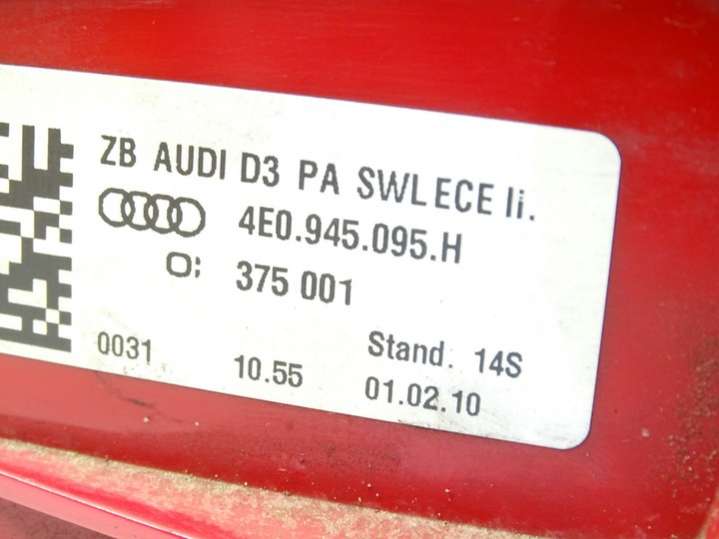 ZB AUDI D3 PA SWLECE li.
4E0.945.095.H
O: 375 001
Stand. 14S
0031 10.55 01.02.10